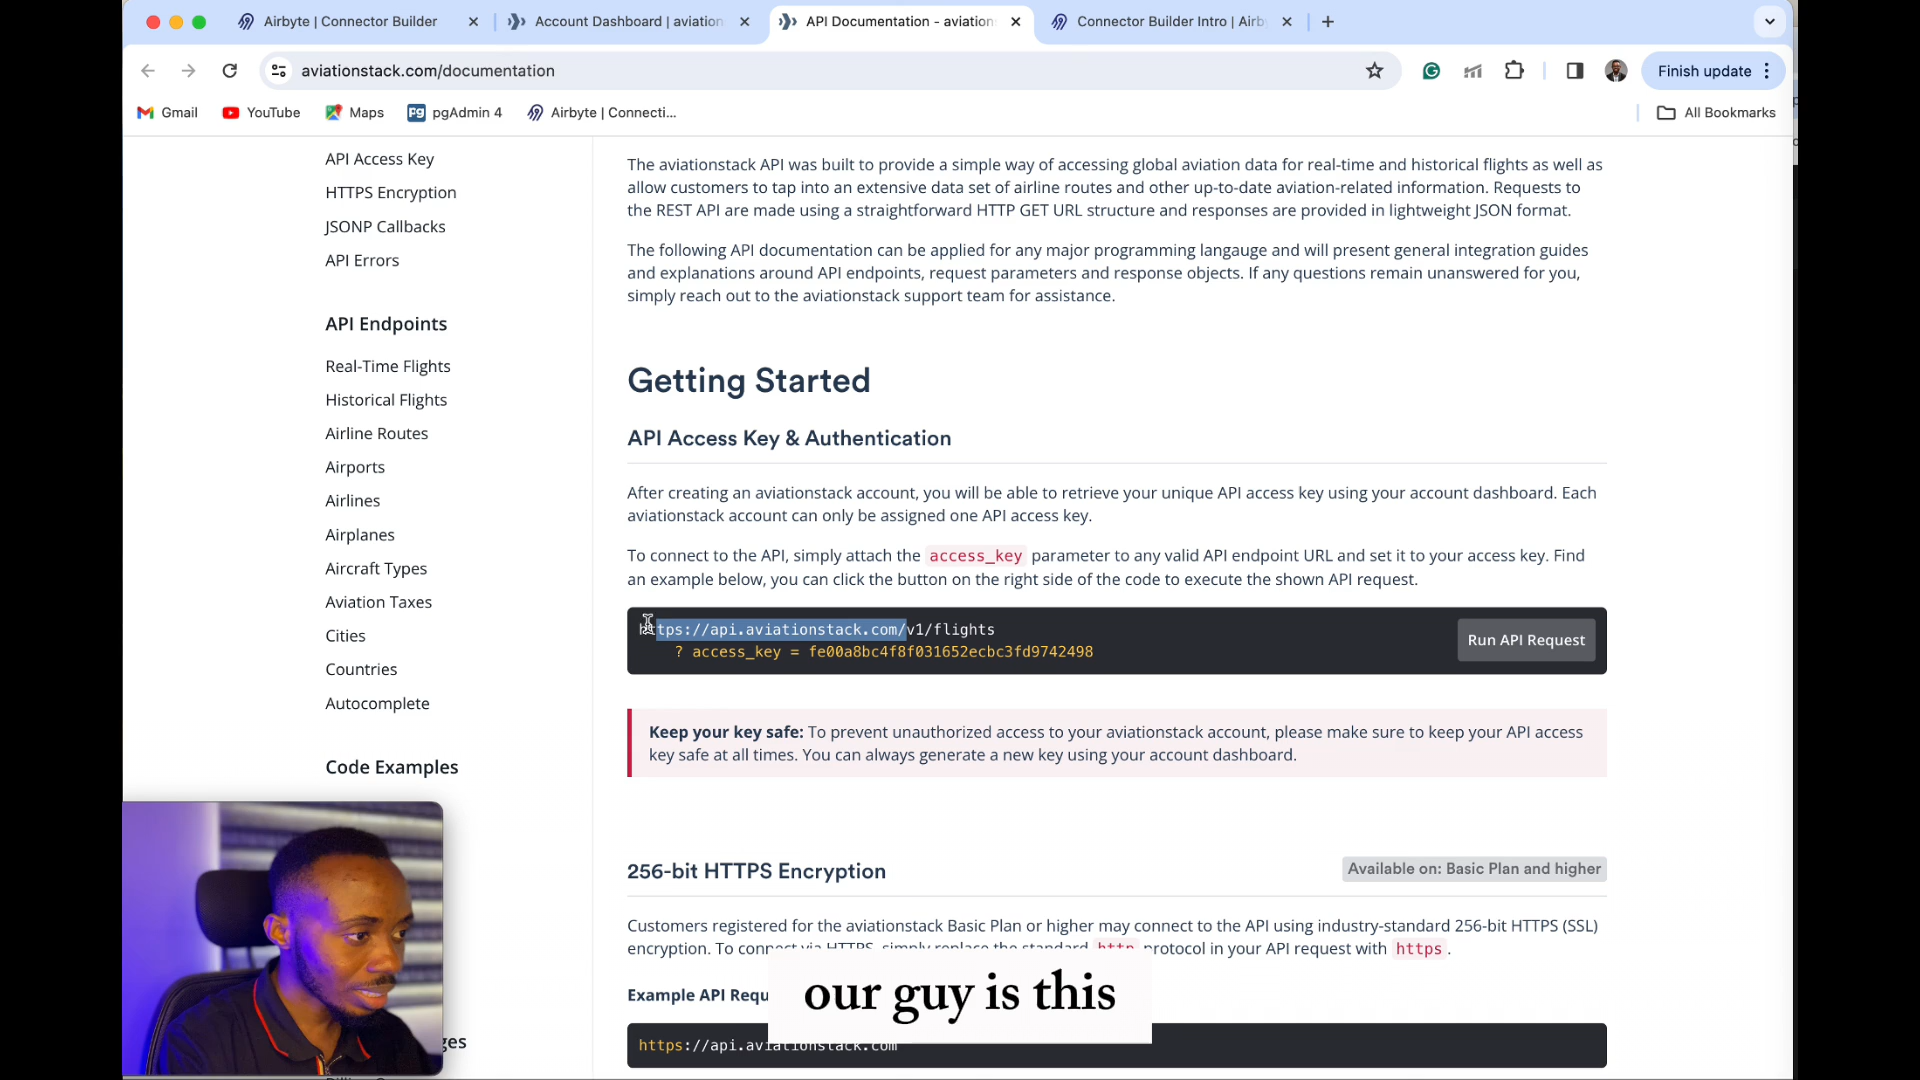 Airbyte | Connector Builder
Account Dashboard | aviation
API Documentation - aviation
Connector Builder Intro | Airb
aviationstack.com/documentation
Finish update
Gmail
YouTube
Maps
pgAdmin 4
Airbyte | Connecti...
All Bookmarks
API Access Key
HTTPS Encryption
JSONP Callbacks
API Errors
API Endpoints
Real-Time Flights
Historical Flights
Airline Routes
Airports
Airlines
Airplanes
Aircraft Types
Aviation Taxes
Cities
Countries
Autocomplete
Code Examples
ges
The aviationstack API was built to provide a simple way of accessing global aviation data for real-time and historical flights as well as
allow customers to tap into an extensive data set of airline routes and other up-to-date aviation-related information. Requests to
the REST API are made using a straightforward HTTP GET URL structure and responses are provided in lightweight JSON format.
The following API documentation can be applied for any major programming langauge and will present general integration guides
and explanations around API endpoints, request parameters and response objects. If any questions remain unanswered for you,
simply reach out to the aviationstack support team for assistance.
Getting Started
API Access Key & Authentication
After creating an aviationstack account, you will be able to retrieve your unique API access key using your account dashboard. Each
aviationstack account can only be assigned one API access key.
To connect to the API, simply attach the access_key parameter to any valid API endpoint URL and set it to your access key. Find
an example below, you can click the button on the right side of the code to execute the shown API request.
https://api.aviationstack.com/v1/flights
? access_key = fe00a8bc4f8f031652ecbc3fd9742498
Run API Request
Keep your key safe: To prevent unauthorized access to your aviationstack account, please make sure to keep your API access
key safe at all times. You can always generate a new key using your account dashboard.
256-bit HTTPS Encryption
Available on: Basic Plan and higher
Customers registered for the aviationstack Basic Plan or higher may connect to the API using industry-standard 256-bit HTTPS (SSL)
encryption. To connect via HTTPS, simply replace the standard http protocol in your API request with https.
Example API Requ
our guy is this
https://api.aviationstack.com